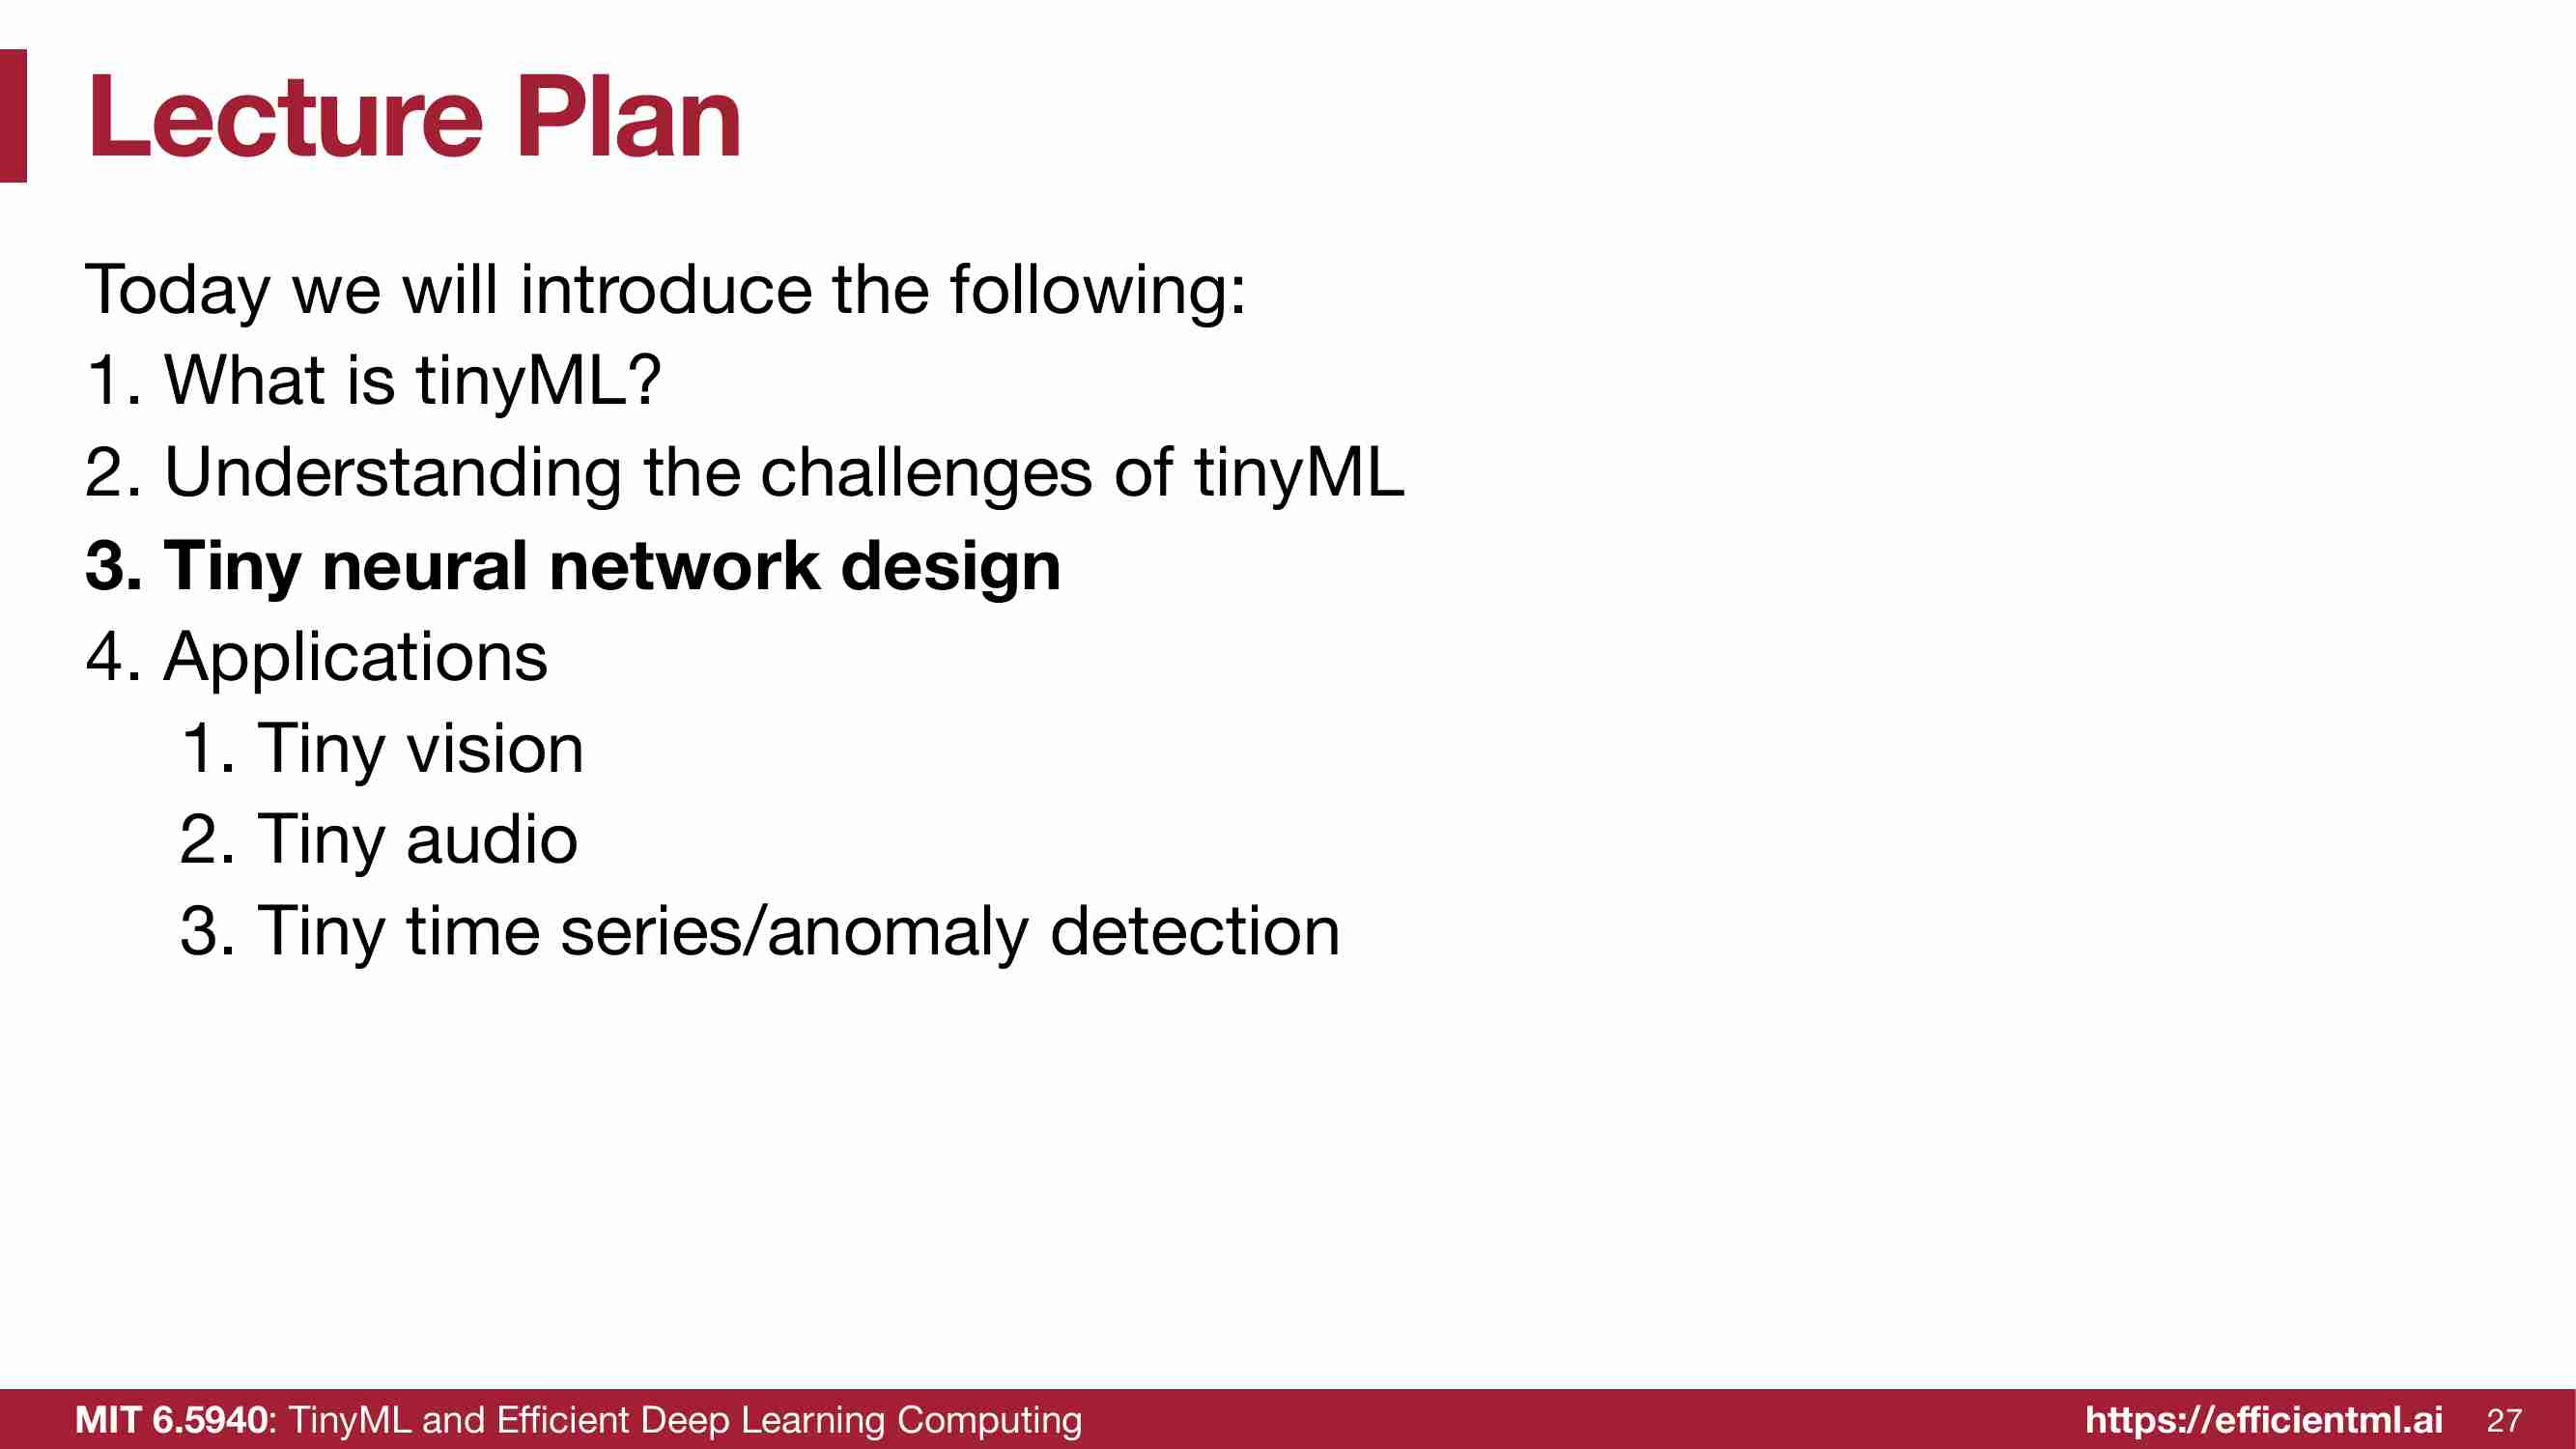 Lecture Plan
Today we will introduce the following:
1. What is tinyML?
2. Understanding the challenges of tinyML
3. Tiny neural network design
4. Applications
1. Tiny vision
2. Tiny audio
3. Tiny time series/anomaly detection
MIT 6.5940: TinyML and Efficient Deep Learning Computing
https://efficientml.ai 27